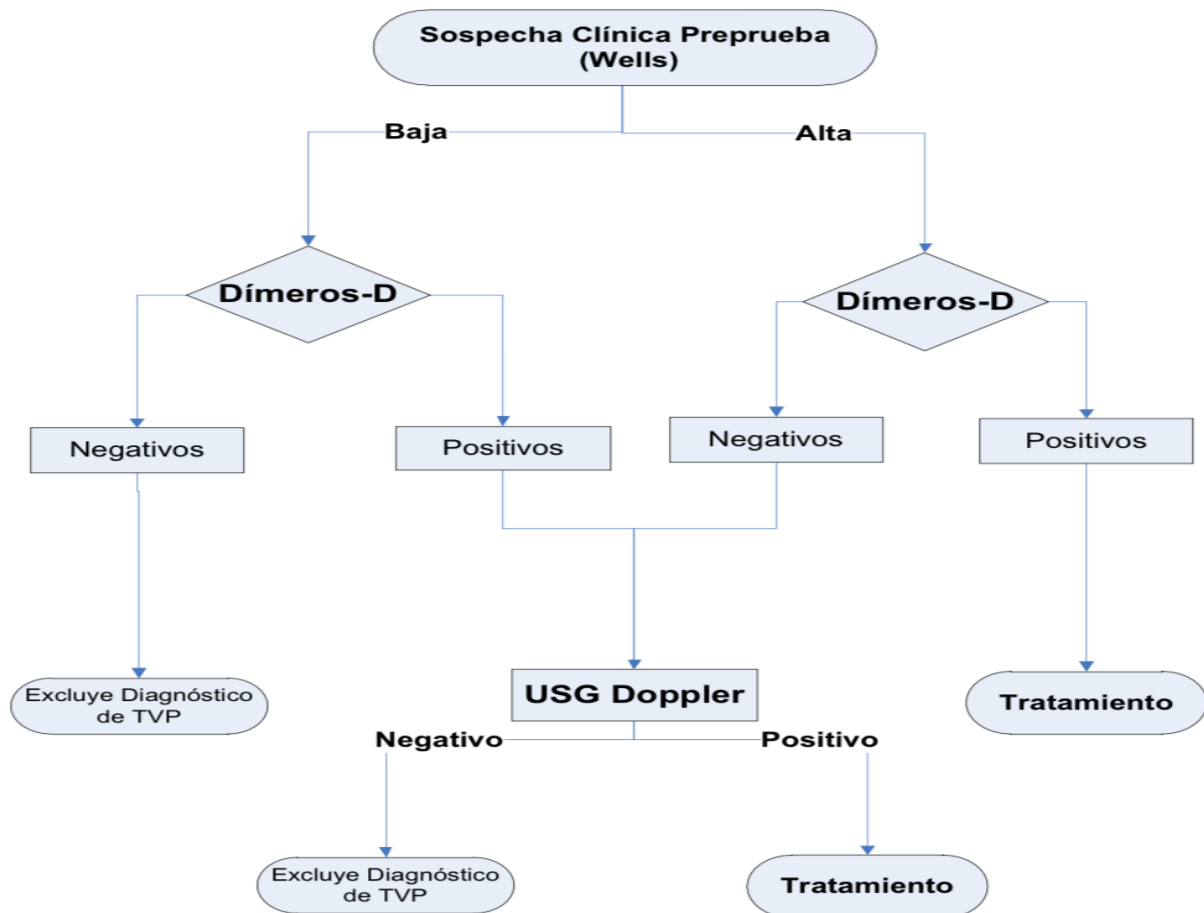 Sospecha Clínica Preprueba
(Wells)
Baja
Alta
Dímeros-D
Dímeros-D
Negativos
Positivos
Negativos
Positivos
Excluye Diagnóstico
de TVP
USG Doppler
Tratamiento
Negativo
Positivo
Excluye Diagnóstico
de TVP
Tratamiento